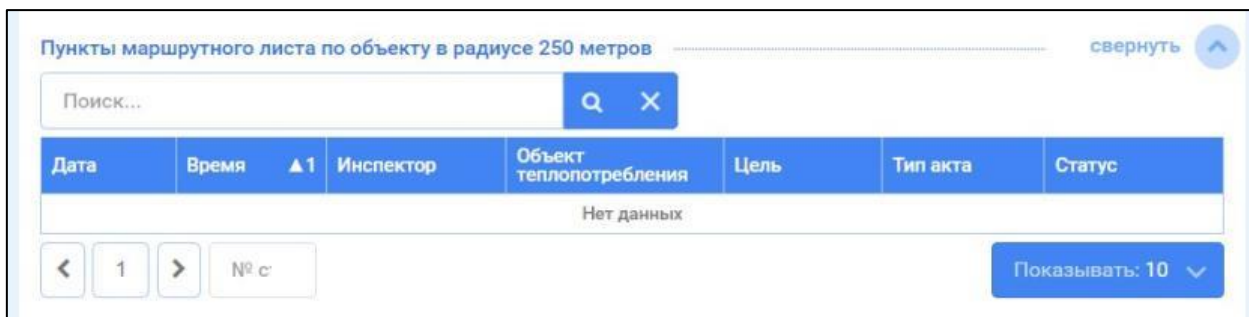 Пункты маршрутного листа по объекту в радиусе 250 метров
свернуть
Поиск...
Дата Время ▲1 Инспектор Объект теплопотребления Цель Тип акта Статус
Нет данных
1 № с
Показывать: 10